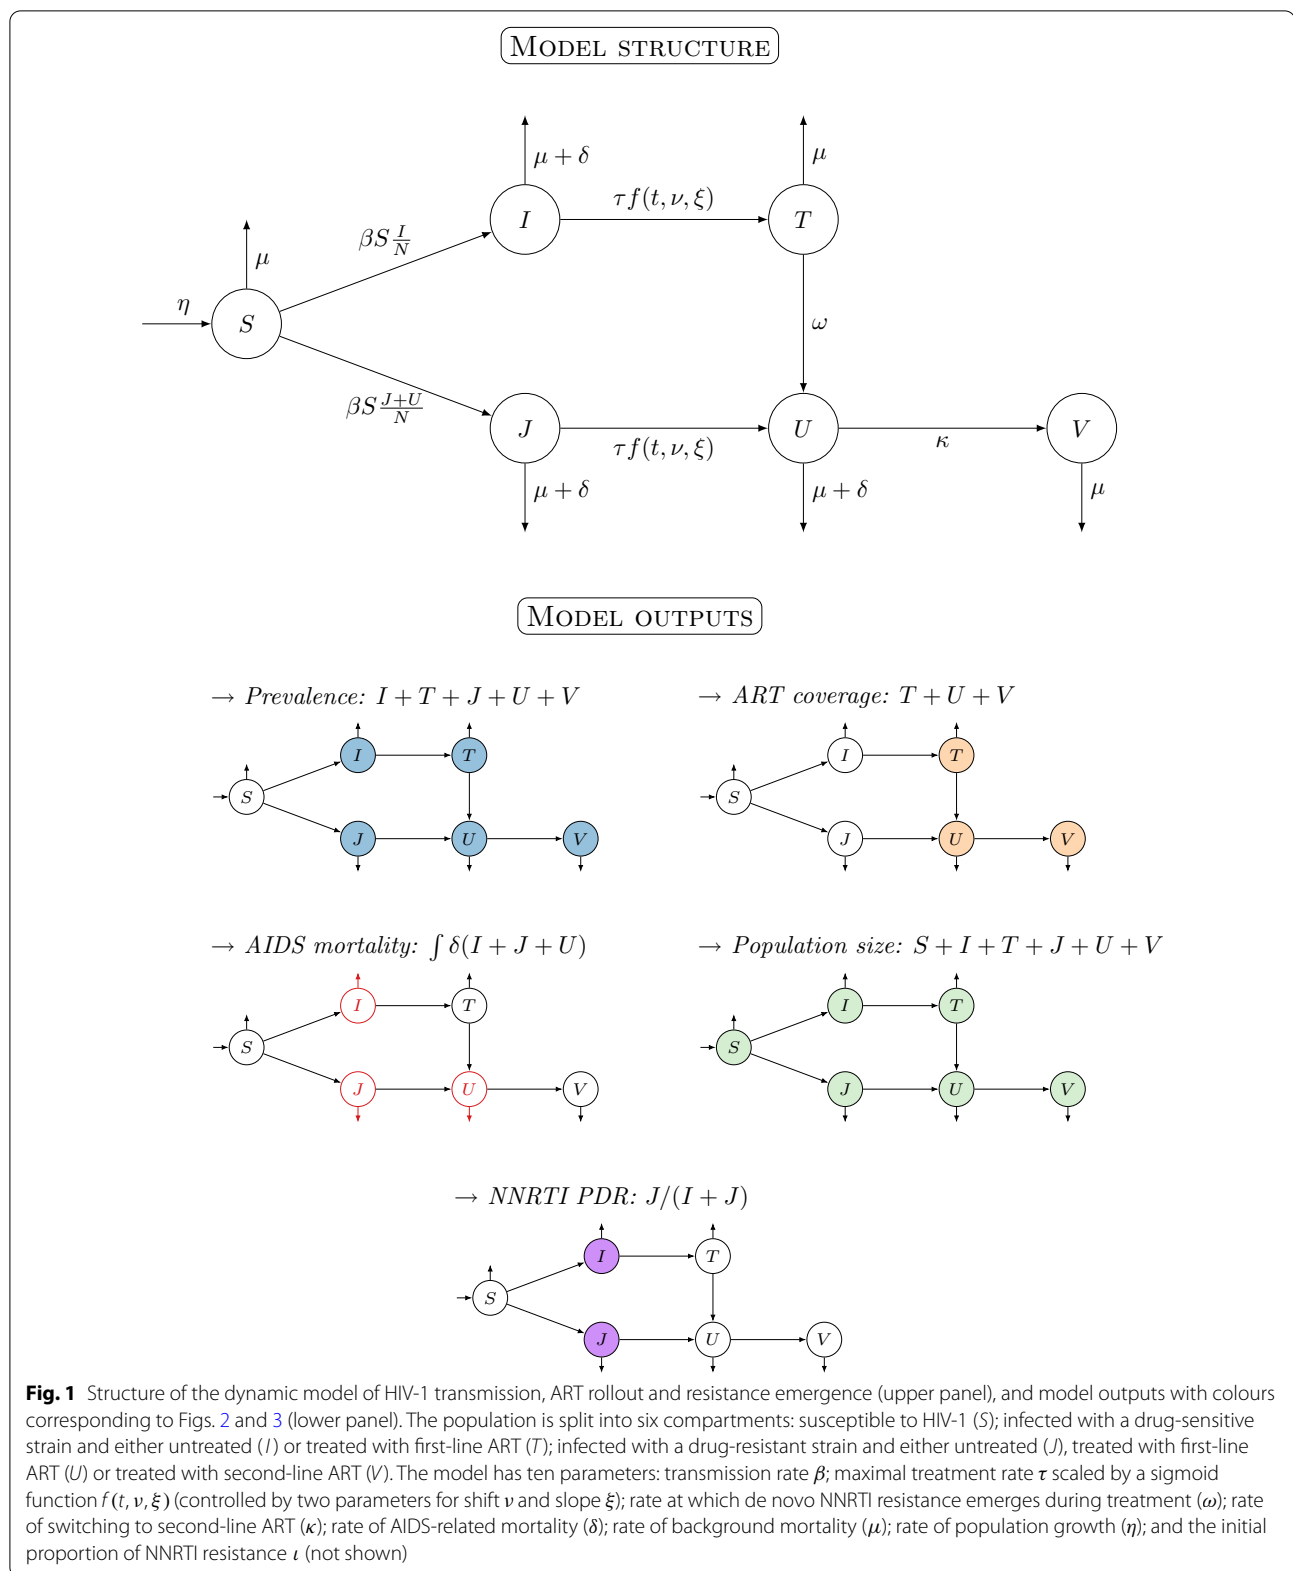 MODEL STRUCTURE
μ + δ
μ
I
τf(t, ν, ξ)
T
βS I/N
μ
η
S
ω
βS (J+U)/N
J
τf(t, ν, ξ)
U
κ
V
μ + δ
μ + δ
μ
MODEL OUTPUTS
→ Prevalence: I + T + J + U + V
I
T
S
J
U
V
→ ART coverage: T + U + V
I
T
S
J
U
V
→ AIDS mortality: ∫ δ(I + J + U)
I
T
S
J
U
V
→ Population size: S + I + T + J + U + V
I
T
S
J
U
V
→ NNRTI PDR: J/(I + J)
I
T
S
J
U
V
Fig. 1 Structure of the dynamic model of HIV-1 transmission, ART rollout and resistance emergence (upper panel), and model outputs with colours
corresponding to Figs. 2 and 3 (lower panel). The population is split into six compartments: susceptible to HIV-1 (S); infected with a drug-sensitive
strain and either untreated (I) or treated with first-line ART (T); infected with a drug-resistant strain and either untreated (J), treated with first-line
ART (U) or treated with second-line ART (V). The model has ten parameters: transmission rate β; maximal treatment rate τ scaled by a sigmoid
function f(t, ν, ξ) (controlled by two parameters for shift ν and slope ξ); rate at which de novo NNRTI resistance emerges during treatment (ω); rate
of switching to second-line ART (κ); rate of AIDS-related mortality (δ); rate of background mortality (μ); rate of population growth (η); and the initial
proportion of NNRTI resistance ι (not shown)